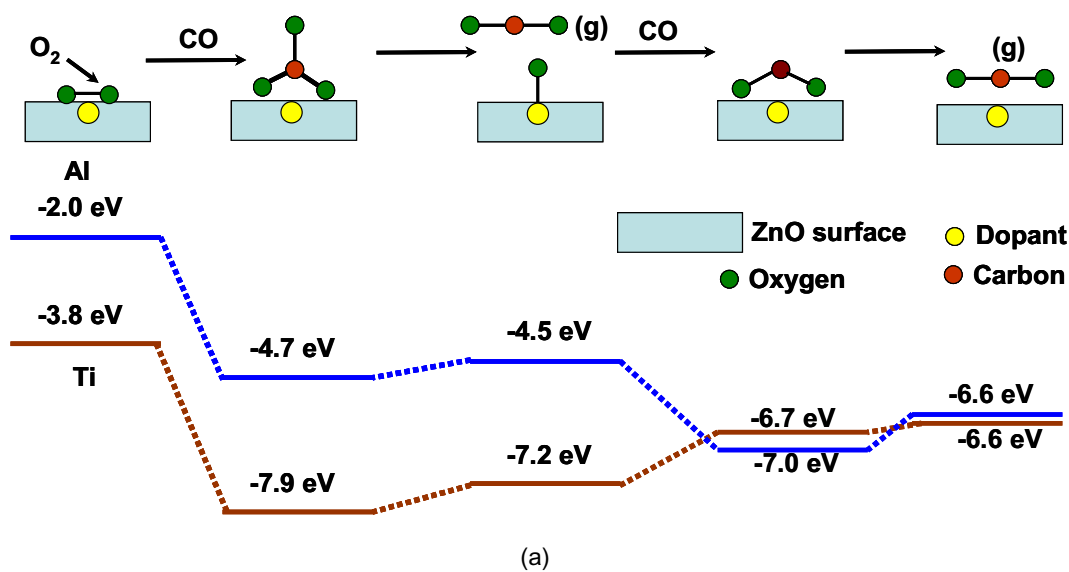 O2
CO
(g)
CO
(g)
Al
-2.0 eV
-3.8 eV
Ti
-4.7 eV
-7.9 eV
-4.5 eV
-7.2 eV
-6.7 eV
-7.0 eV
-6.6 eV
-6.6 eV
ZnO surface
Dopant
Oxygen
Carbon
(a)